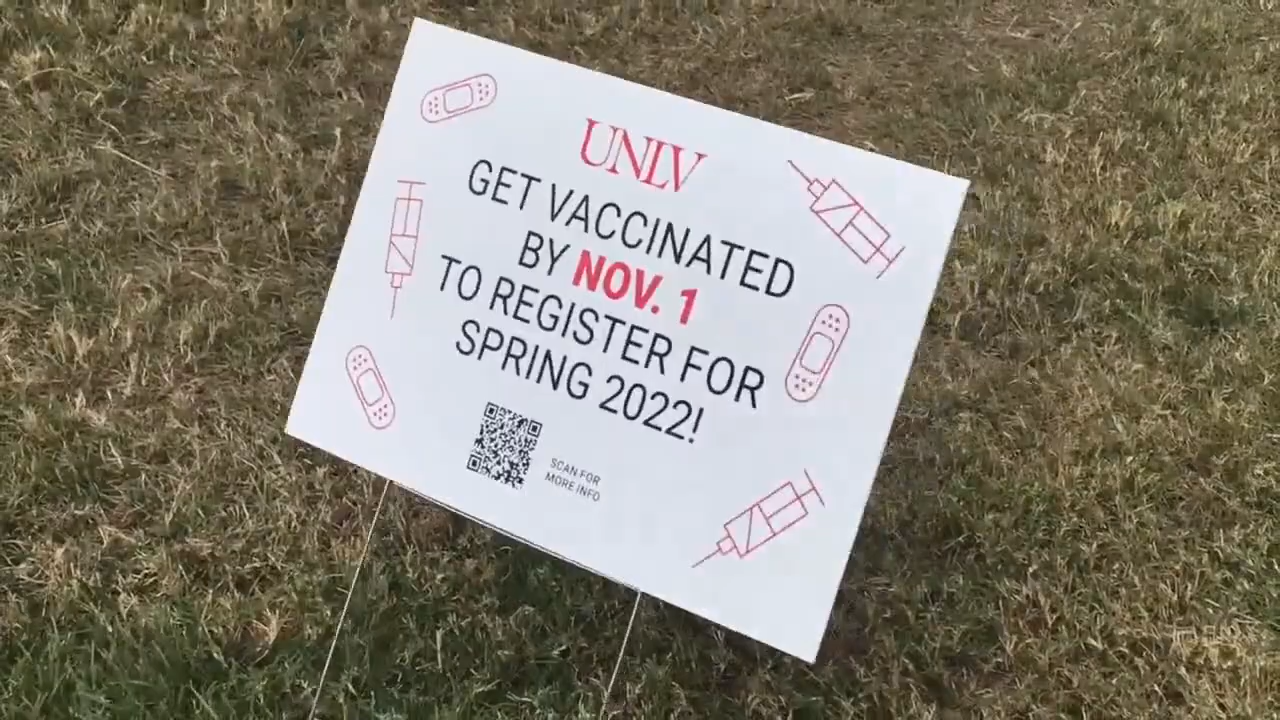 UNLV
GET VACCINATED
BY NOV. 1
TO REGISTER FOR
SPRING 2022!
SCAN FOR
MORE INFO